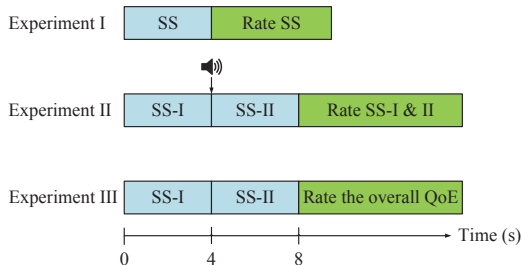 Experiment I SS Rate SS
Experiment II SS-I SS-II Rate SS-I & II
Experiment III SS-I SS-II Rate the overall QoE
Time (s)
0 4 8